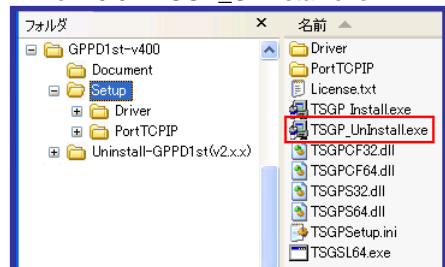 フォルダ
GPPD1st-v400
Document
Setup
Driver
PortTCPIP
Uninstall-GPPD1st(v2.x.x)
名前
Driver
PortTCPIP
License.txt
TSGP Install.exe
TSGP_UnInstall.exe
TSGPCF32.dll
TSGPCF64.dll
TSGPS32.dll
TSGPS64.dll
TSGPSetup.ini
TSGSL64.exe